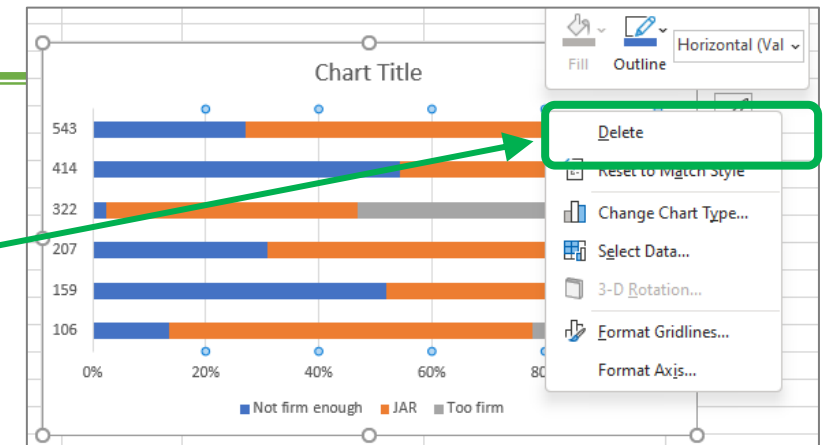 Fill Outline Horizontal (Val
Chart Title
543
414
322
207
159
106
0% 20% 40% 60%
Not firm enough JAR Too firm
Delete
Reset to Match Style
Change Chart Type...
Select Data...
3-D Rotation...
Format Gridlines...
Format Axis...